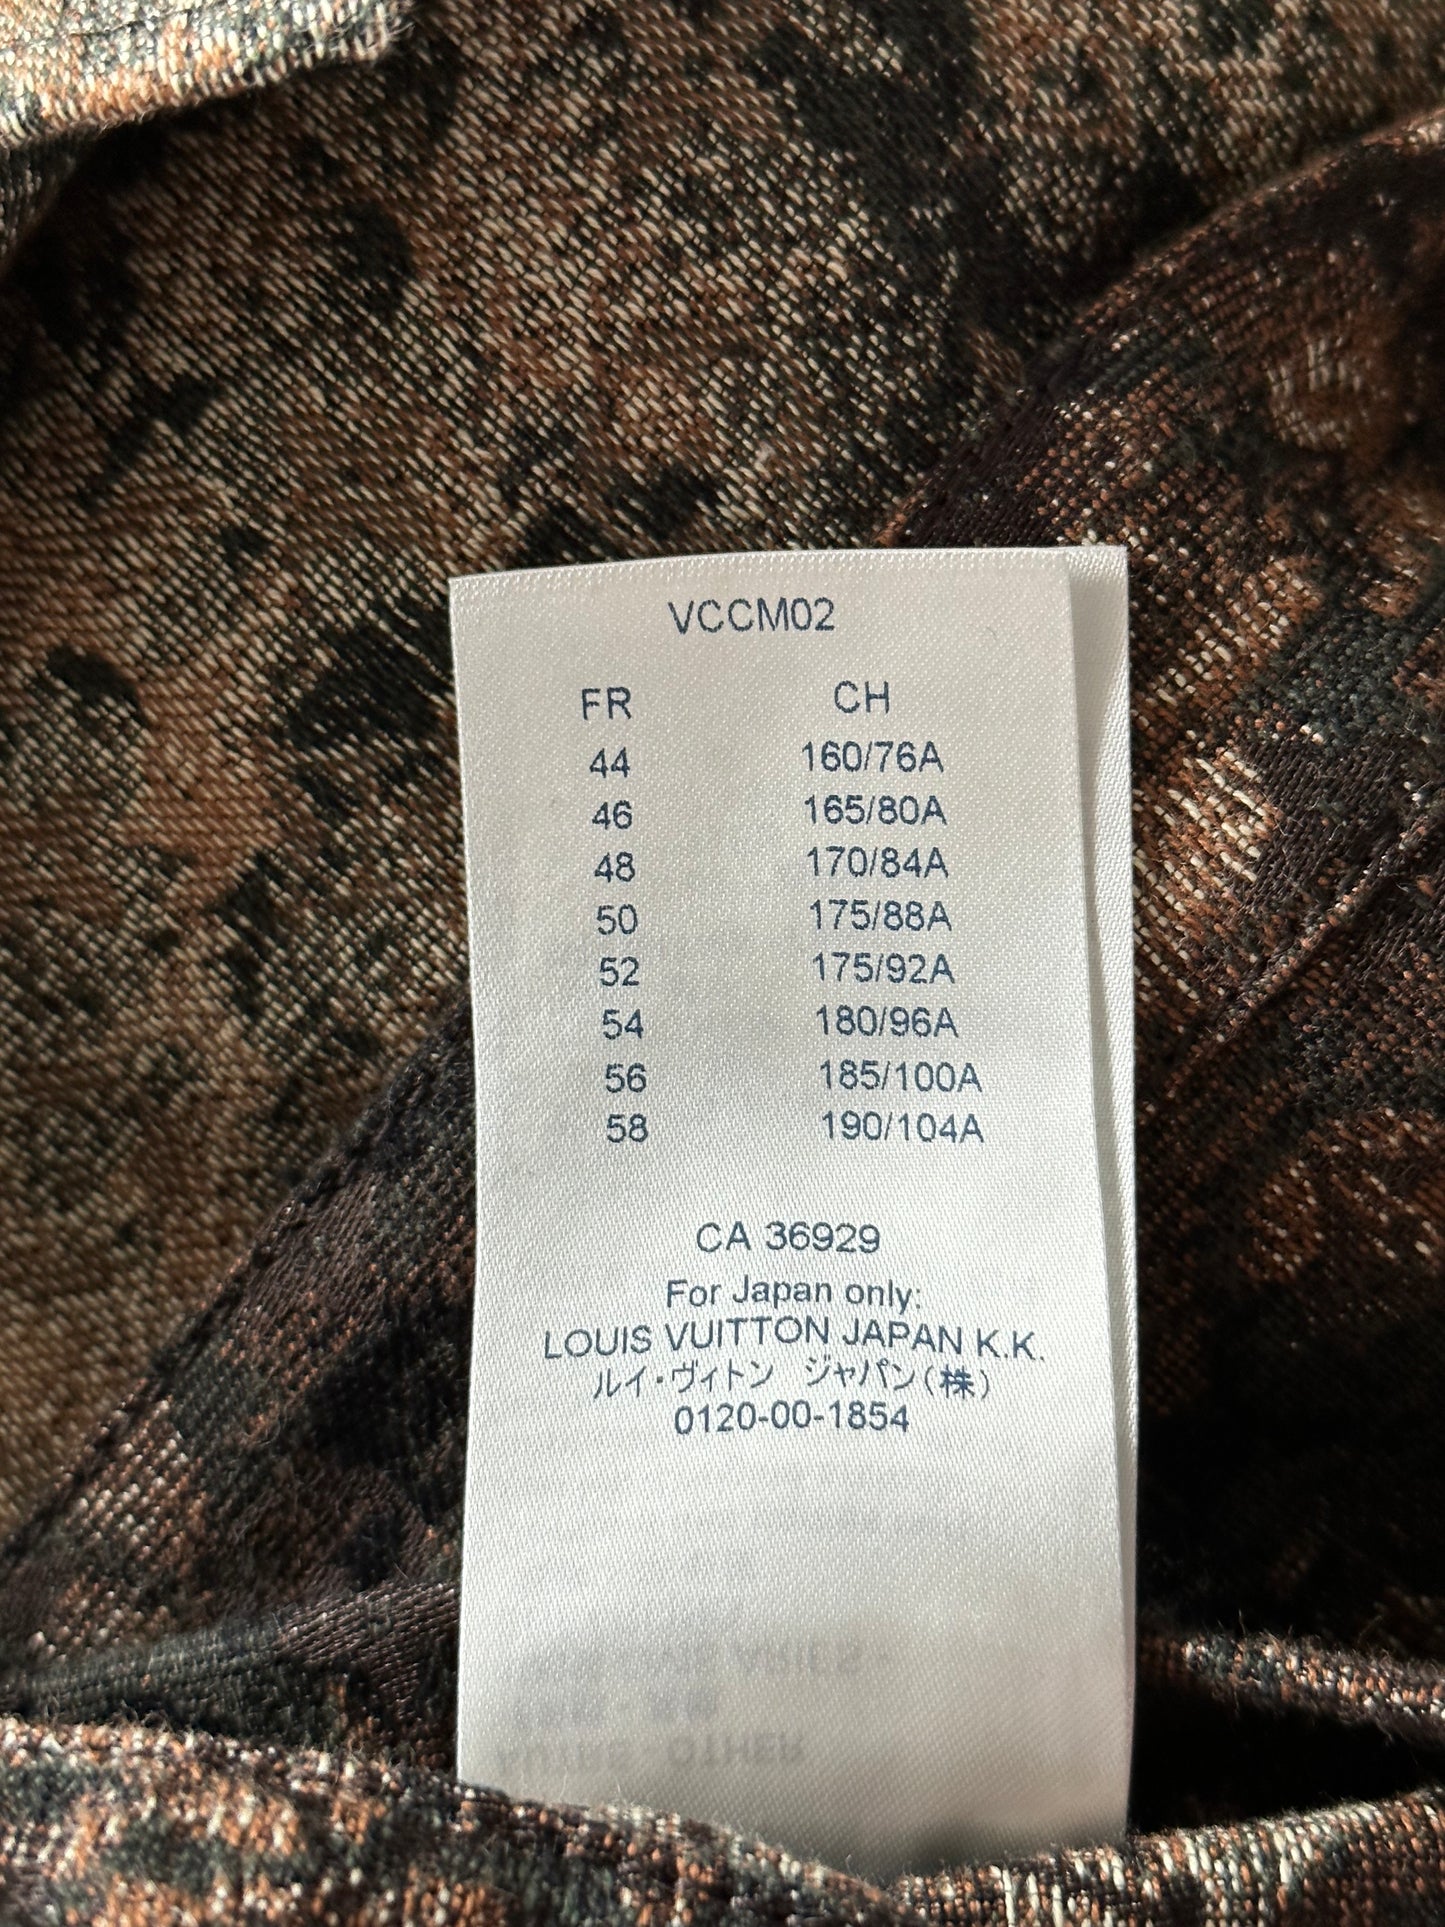 VCCM02
FR CH
44 160/76A
46 165/80A
48 170/84A
50 175/88A
52 175/92A
54 180/96A
56 185/100A
58 190/104A
CA 36929
For Japan only:
LOUIS VUITTON JAPAN K.K.
ルイ・ヴィトン ジャパン(株)
0120-00-1854